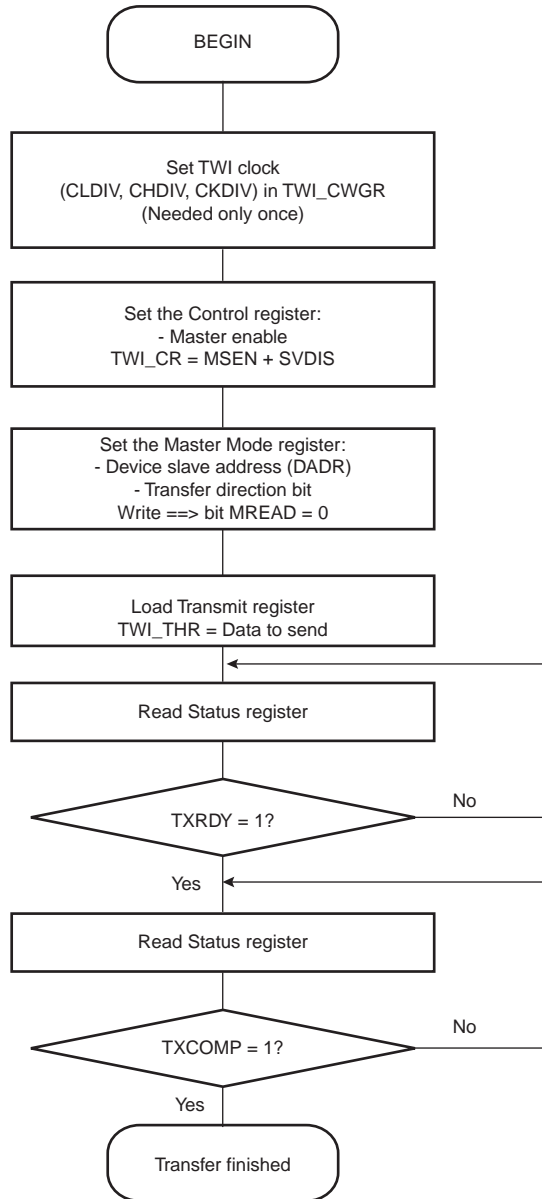 BEGIN
Set TWI clock
(CLDIV, CHDIV, CKDIV) in TWI_CWGR
(Needed only once)
Set the Control register:
- Master enable
TWI_CR = MSEN + SVDIS
Set the Master Mode register:
- Device slave address (DADR)
- Transfer direction bit
Write ==> bit MREAD = 0
Load Transmit register
TWI_THR = Data to send
Read Status register
TXRDY = 1?
No
Yes
Read Status register
TXCOMP = 1?
No
Yes
Transfer finished